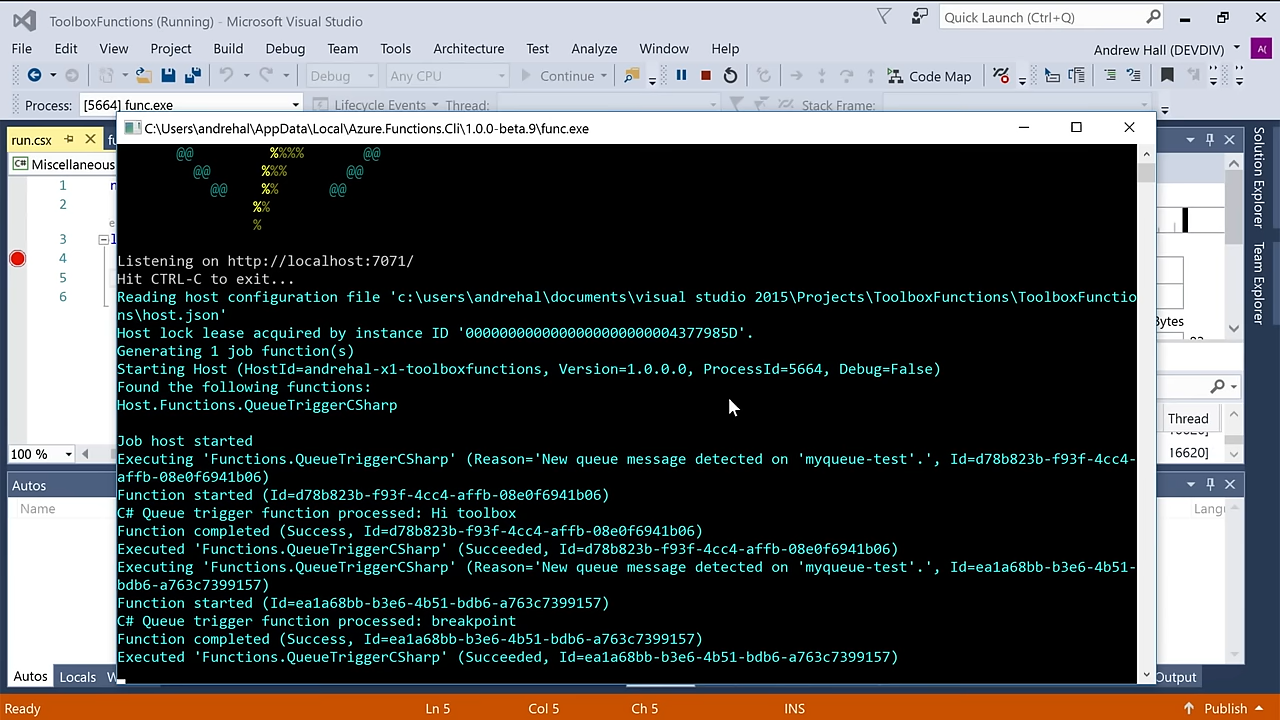 ToolboxFunctions (Running) - Microsoft Visual Studio
Quick Launch (Ctrl+Q)
File Edit View Project Build Debug Team Tools Architecture Test Analyze Window Help
Andrew Hall (DEVDIV)
A(
Debug Any CPU Continue Code Map
Process: [5664] func.exe Lifecycle Events Thread: Stack Frame:
C:\Users\andrehal\AppData\Local\Azure.Functions.Cli\1.0.0-beta.9\func.exe
run.csx
C# Miscellaneous
1
2
3
4
5
6
@@ %%%% @@
@@ %%% @@
@@ %% @@
%%
%
Listening on http://localhost:7071/
Hit CTRL-C to exit...
Reading host configuration file 'c:\users\andrehal\documents\visual studio 2015\Projects\ToolboxFunctions\ToolboxFunctio
ns\host.json'
Host lock lease acquired by instance ID '0000000000000000000000004377985D'.
Generating 1 job function(s)
Starting Host (HostId=andrehal-x1-toolboxfunctions, Version=1.0.0.0, ProcessId=5664, Debug=False)
Found the following functions:
Host.Functions.QueueTriggerCSharp
Job host started
Executing 'Functions.QueueTriggerCSharp' (Reason='New queue message detected on 'myqueue-test'.', Id=d78b823b-f93f-4cc4-
affb-08e0f6941b06)
Function started (Id=d78b823b-f93f-4cc4-affb-08e0f6941b06)
C# Queue trigger function processed: Hi toolbox
Function completed (Success, Id=d78b823b-f93f-4cc4-affb-08e0f6941b06)
Executed 'Functions.QueueTriggerCSharp' (Succeeded, Id=d78b823b-f93f-4cc4-affb-08e0f6941b06)
Executing 'Functions.QueueTriggerCSharp' (Reason='New queue message detected on 'myqueue-test'.', Id=ea1a68bb-b3e6-4b51-
bdb6-a763c7399157)
Function started (Id=ea1a68bb-b3e6-4b51-bdb6-a763c7399157)
C# Queue trigger function processed: breakpoint
Function completed (Success, Id=ea1a68bb-b3e6-4b51-bdb6-a763c7399157)
Executed 'Functions.QueueTriggerCSharp' (Succeeded, Id=ea1a68bb-b3e6-4b51-bdb6-a763c7399157)
Solution Explorer
Team Explorer
Bytes
Thread
16620]
16620]
100 %
Autos
Name
Lang
Autos Locals W
Output
Ready Ln 5 Col 5 Ch 5 INS Publish